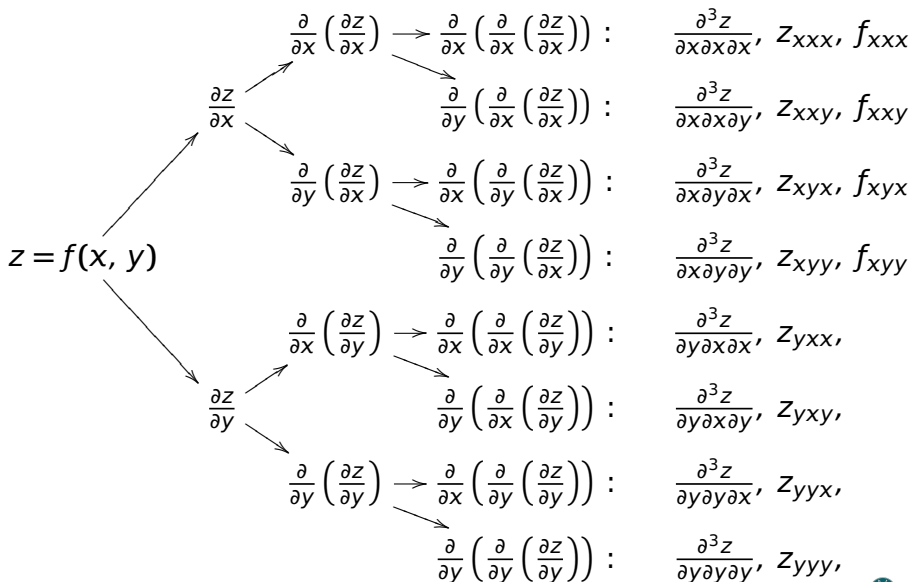 ∂/∂x (∂z/∂x) → ∂/∂x (∂/∂x (∂z/∂x)) : ∂³z/∂x∂x∂x, z_xxx, f_xxx
∂z/∂x ∂/∂y (∂/∂x (∂z/∂x)) : ∂³z/∂x∂x∂y, z_xxy, f_xxy
∂/∂y (∂z/∂x) → ∂/∂x (∂/∂y (∂z/∂x)) : ∂³z/∂x∂y∂x, z_xyx, f_xyx
z = f(x, y) ∂/∂y (∂/∂y (∂z/∂x)) : ∂³z/∂x∂y∂y, z_xyy, f_xyy
∂/∂x (∂z/∂y) → ∂/∂x (∂/∂x (∂z/∂y)) : ∂³z/∂y∂x∂x, z_yxx,
∂z/∂y ∂/∂y (∂/∂x (∂z/∂y)) : ∂³z/∂y∂x∂y, z_yxy,
∂/∂y (∂z/∂y) → ∂/∂x (∂/∂y (∂z/∂y)) : ∂³z/∂y∂y∂x, z_yyx,
∂/∂y (∂/∂y (∂z/∂y)) : ∂³z/∂y∂y∂y, z_yyy,